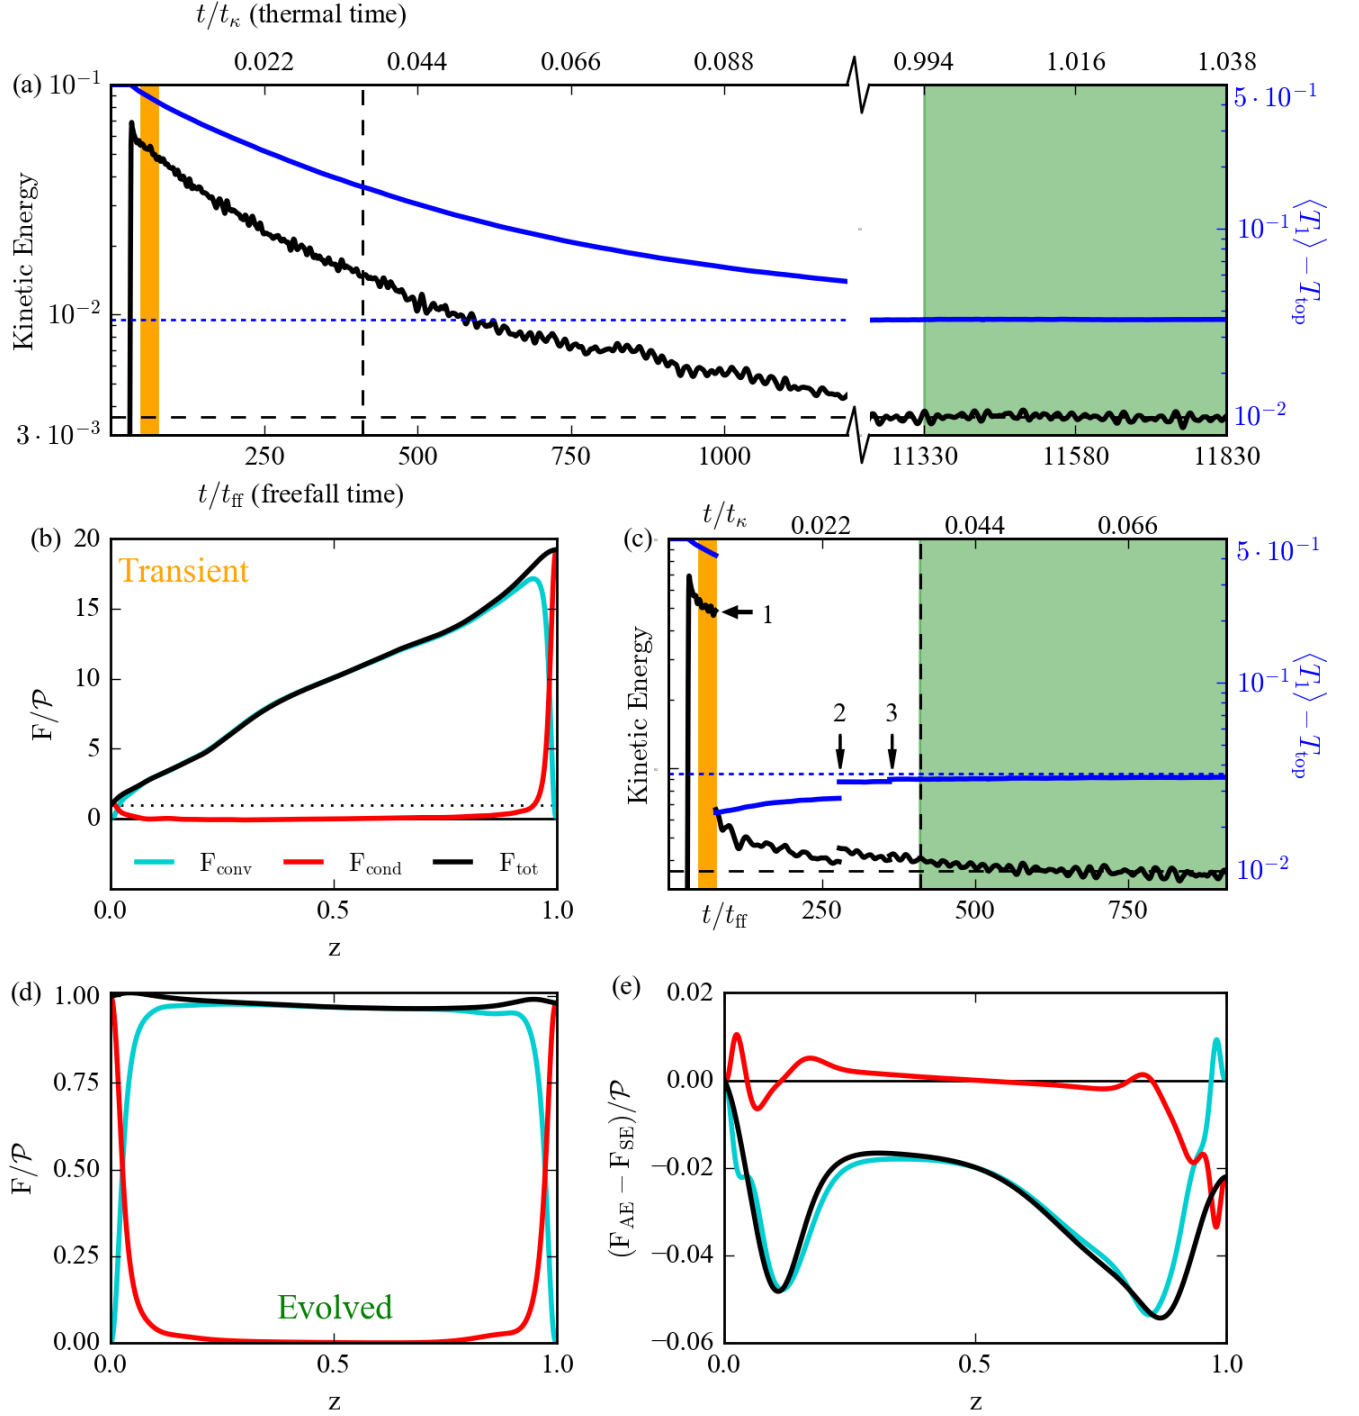 t/tκ (thermal time)
0.022 0.044 0.066 0.088 0.994 1.016 1.038
(a)
10⁻¹
10⁻²
3·10⁻³
Kinetic Energy
5·10⁻¹
10⁻¹
10⁻²
⟨T₁⟩ − T_top
250 500 750 1000 11330 11580 11830
t/t_ff (freefall time)
(b)
Transient
20
15
10
5
0
F/𝒫
F_conv F_cond F_tot
0.0 0.5 1.0
z
(c)
t/tκ 0.022 0.044 0.066
1
2
3
Kinetic Energy
5·10⁻¹
10⁻¹
10⁻²
⟨T₁⟩ − T_top
t/t_ff 250 500 750
(d)
1.00
0.75
0.50
0.25
0.00
F/𝒫
Evolved
0.0 0.5 1.0
z
(e)
0.02
0.00
−0.02
−0.04
−0.06
(F_AE − F_SE)/𝒫
0.0 0.5 1.0
z